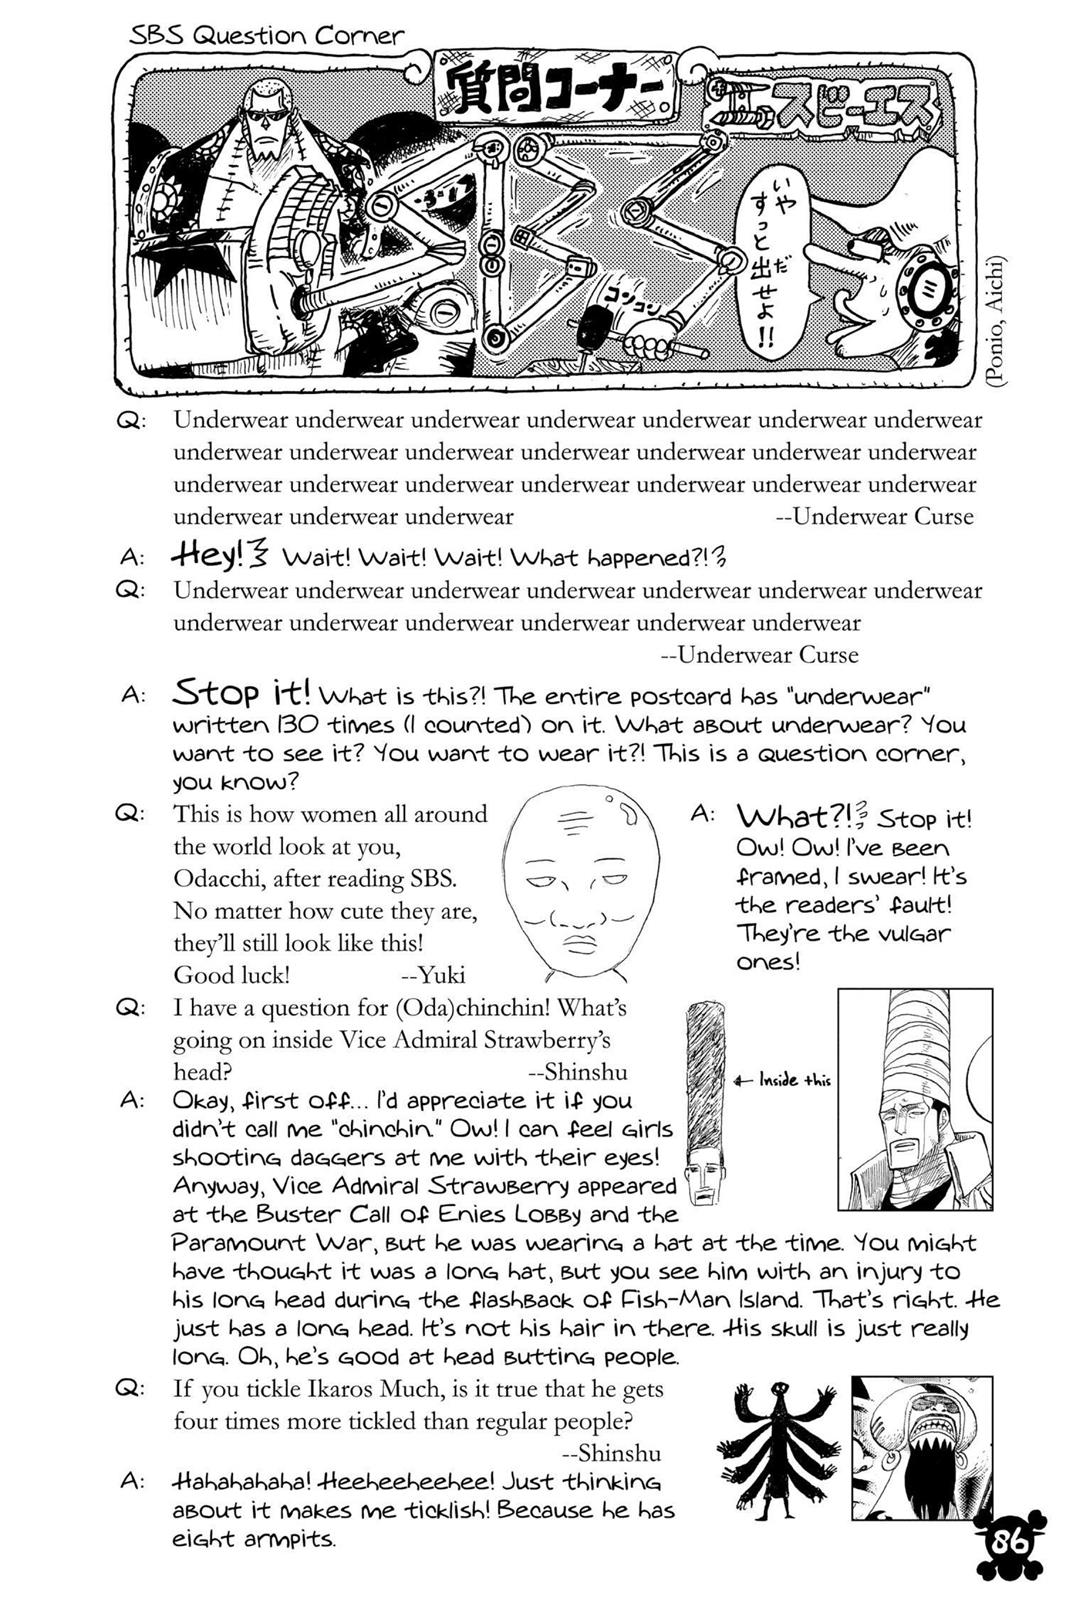 SBS Question Corner
質問コーナー
スビーエス
いや
すっと
だ
出せよ!!
コンコン
(Ponio, Aichi)
Q: Underwear underwear underwear underwear underwear underwear underwear
underwear underwear underwear underwear underwear underwear underwear
underwear underwear underwear underwear underwear underwear underwear
underwear underwear underwear --Underwear Curse
A: Hey! Wait! Wait! Wait! What happened?!
Q: Underwear underwear underwear underwear underwear underwear underwear
underwear underwear underwear underwear underwear underwear
--Underwear Curse
A: Stop it! What is this?! The entire postcard has "underwear"
written 130 times (I counted) on it. What about underwear? You
want to see it? You want to wear it?! This is a question corner,
you know?
Q: This is how women all around
the world look at you,
Odacchi, after reading SBS.
No matter how cute they are,
they'll still look like this!
Good luck! --Yuki
A: What?! Stop it!
Ow! Ow! I've been
framed, I swear! It's
the readers' fault!
They're the vulgar
ones!
Q: I have a question for (Oda)chinchin! What's
going on inside Vice Admiral Strawberry's
head? --Shinshu
Inside this
A: Okay, first off... I'd appreciate it if you
didn't call me "chinchin." Ow! I can feel girls
shooting daggers at me with their eyes!
Anyway, Vice Admiral Strawberry appeared
at the Buster Call of Enies Lobby and the
Paramount War, but he was wearing a hat at the time. You might
have thought it was a long hat, but you see him with an injury to
his long head during the flashback of Fish-Man Island. That's right. He
just has a long head. It's not his hair in there. His skull is just really
long. Oh, he's good at head butting people.
Q: If you tickle Ikaros Much, is it true that he gets
four times more tickled than regular people?
--Shinshu
A: Hahahahaha! Heeheeheehee! Just thinking
about it makes me ticklish! Because he has
eight armpits.
86